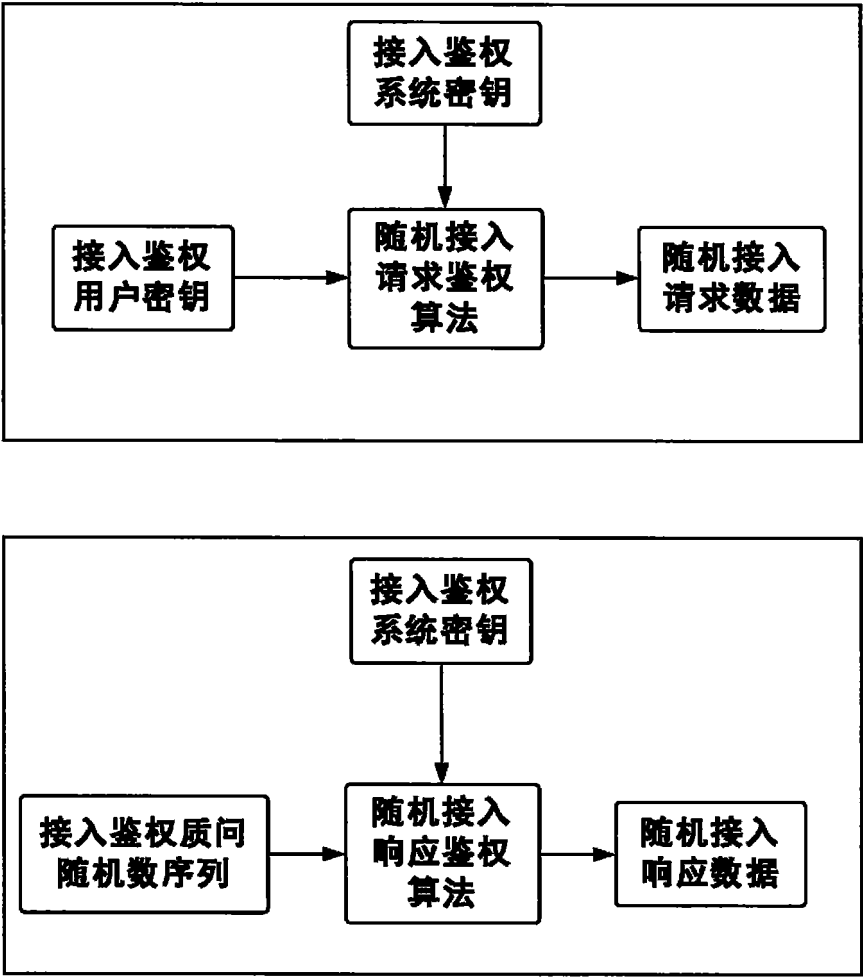 接入鉴权
系统密钥
接入鉴权
用户密钥
随机接入
请求鉴权
算法
随机接入
请求数据
接入鉴权
系统密钥
接入鉴权质问
随机数序列
随机接入
响应鉴权
算法
随机接入
响应数据